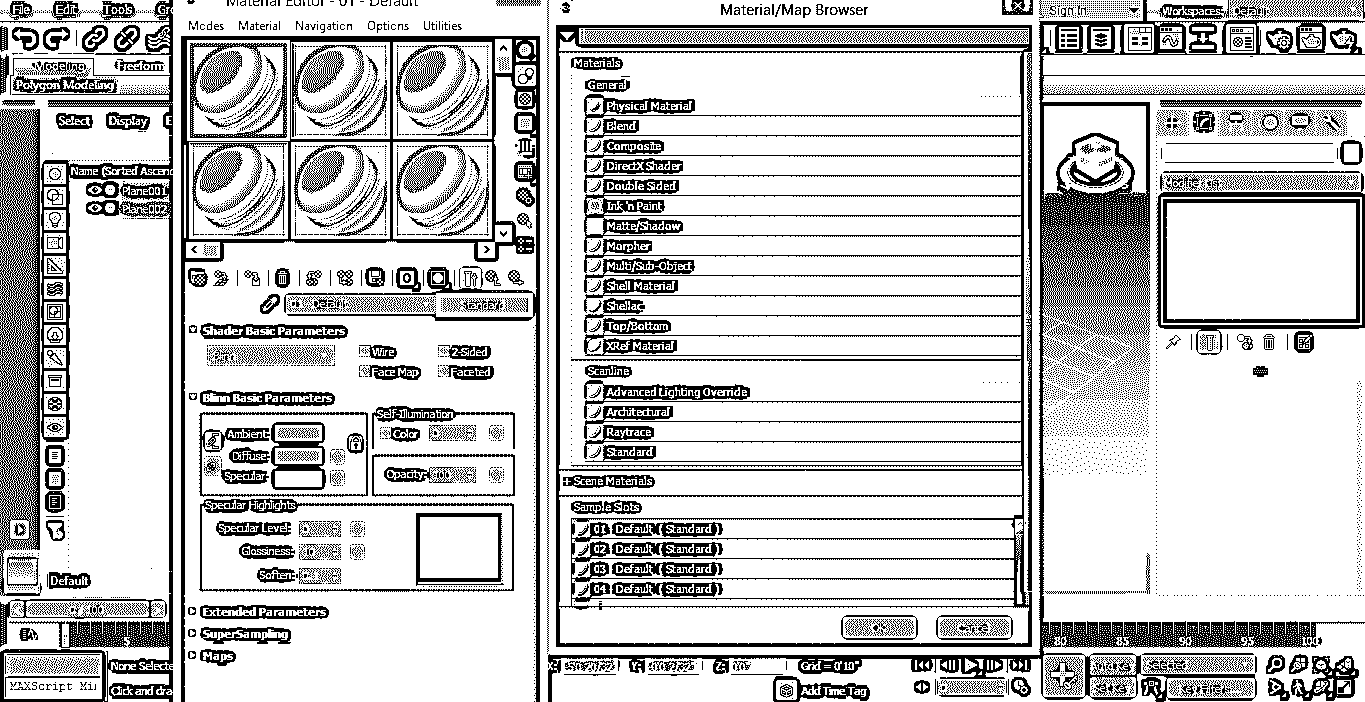 File Edit Tools
Modeling Freeform
Polygon Modeling
Select Display
Name (Sorted Ascen
Plane001
Plane002
Default
None Selecte
MAXScript Mi
Click and dra
Material Editor - 01 - Default
Modes Material Navigation Options Utilities
01 - Default Standard
Shader Basic Parameters
Wire 2-Sided
Face Map Faceted
Blinn Basic Parameters
Self-Illumination
Ambient: Color
Diffuse:
Specular: Opacity: 100
Specular Highlights
Specular Level:
Glossiness:
Soften:
Extended Parameters
SuperSampling
Maps
Material/Map Browser
Materials
General
Physical Material
Blend
Composite
DirectX Shader
Double Sided
Ink 'n Paint
Matte/Shadow
Morpher
Multi/Sub-Object
Shell Material
Shellac
Top/Bottom
XRef Material
Scanline
Advanced Lighting Override
Architectural
Raytrace
Standard
Scene Materials
Sample Slots
01 - Default ( Standard )
02 - Default ( Standard )
03 - Default ( Standard )
04 - Default ( Standard )
OK Cancel
X: Y: Z: Grid = 0'10"
Add Time Tag
Sign In Workspaces: Default
Modifier List
80 85 90 95 100